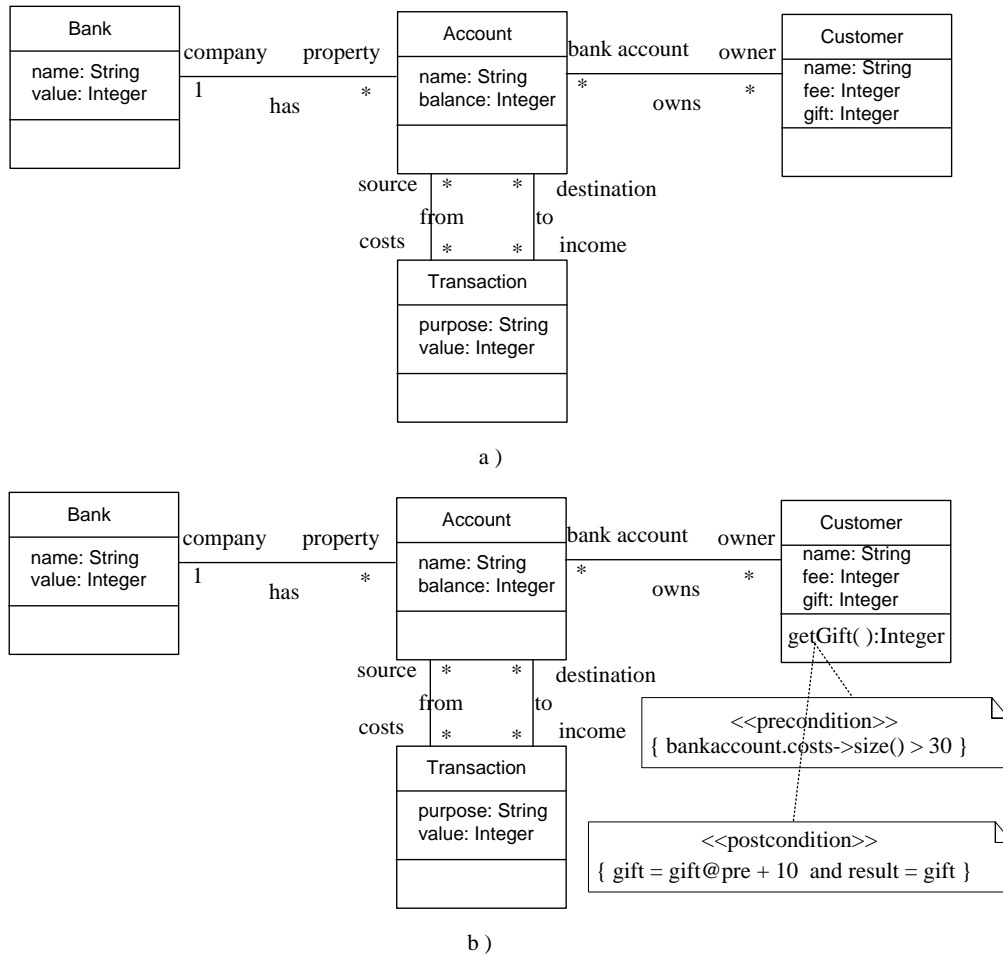 Bank
name: String
value: Integer
company
property
1
*
has
Account
name: String
balance: Integer
bank account
owner
*
*
owns
Customer
name: String
fee: Integer
gift: Integer
source
*
*
destination
from
to
costs
*
*
income
Transaction
purpose: String
value: Integer
a )
Bank
name: String
value: Integer
company
property
1
*
has
Account
name: String
balance: Integer
bank account
owner
*
*
owns
Customer
name: String
fee: Integer
gift: Integer
getGift( ):Integer
source
*
*
destination
from
to
costs
*
*
income
<<precondition>>
{ bankaccount.costs->size() > 30 }
Transaction
purpose: String
value: Integer
<<postcondition>>
{ gift = gift@pre + 10 and result = gift }
b )